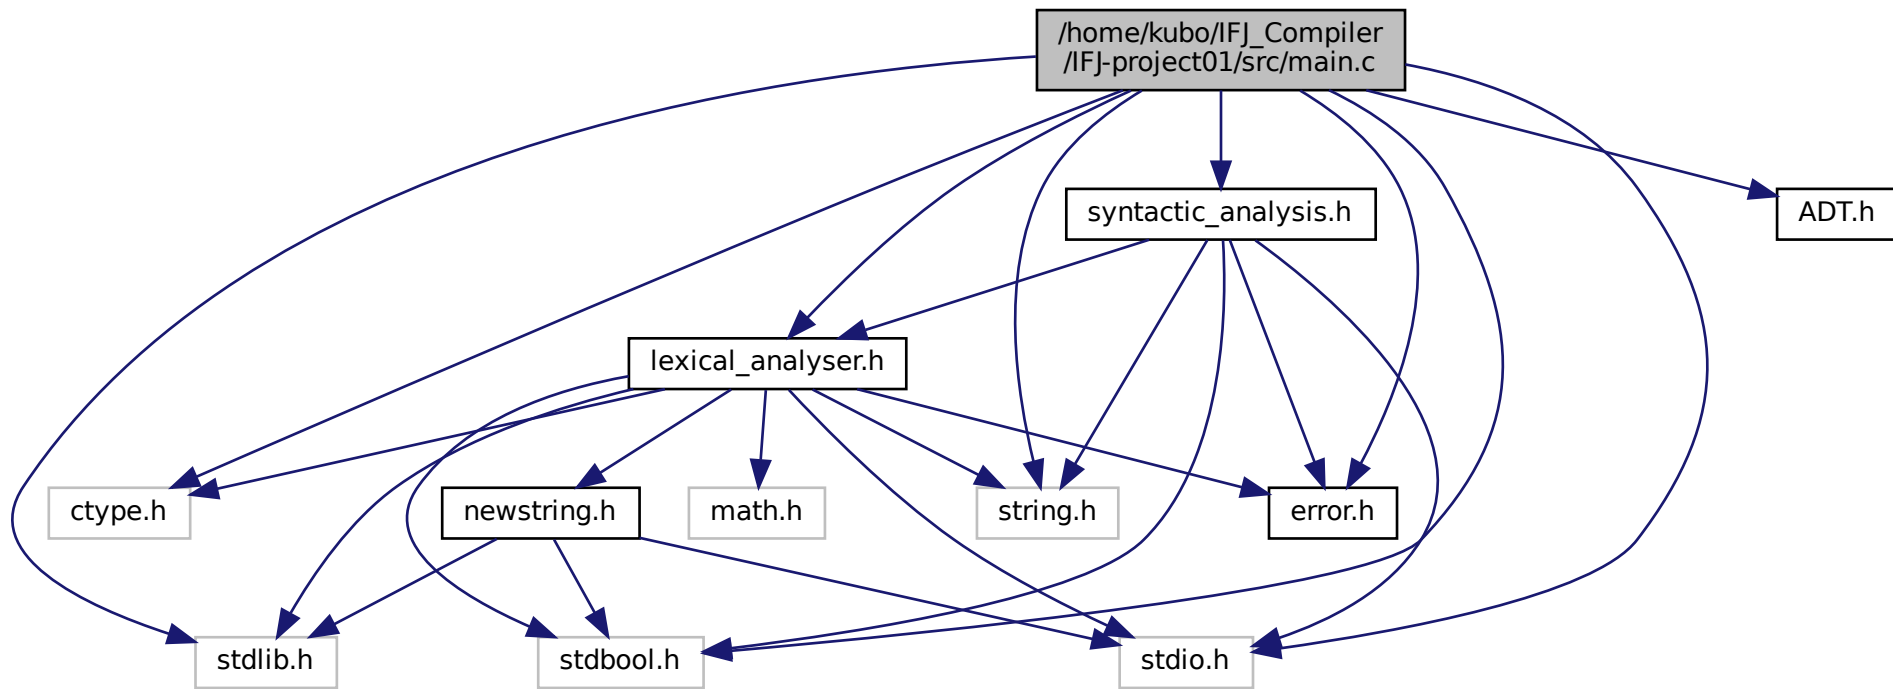 /home/kubo/IFJ_Compiler
/IFJ-project01/src/main.c
syntactic_analysis.h
ADT.h
lexical_analyser.h
ctype.h
newstring.h
math.h
string.h
error.h
stdlib.h
stdbool.h
stdio.h